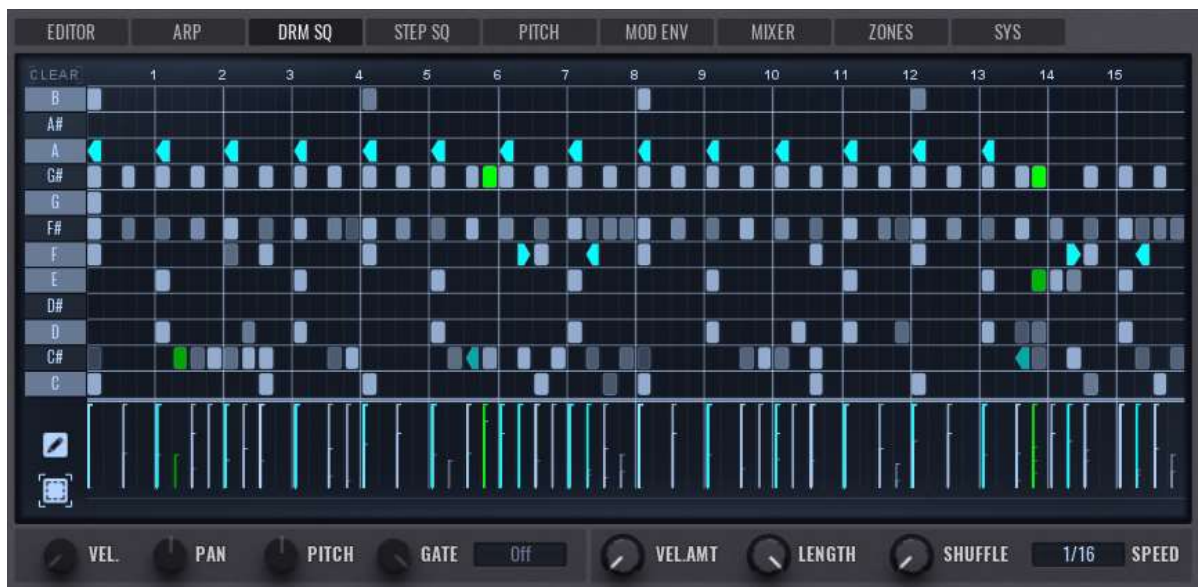 EDITOR ARP DRM SQ STEP SQ PITCH MOD ENV MIXER ZONES SYS
CLEAR 1 2 3 4 5 6 7 8 9 10 11 12 13 14 15
B
A#
A
G#
G
F#
F
E
D#
D
C#
C
VEL. PAN PITCH GATE Off VEL.AMT LENGTH SHUFFLE 1/16 SPEED